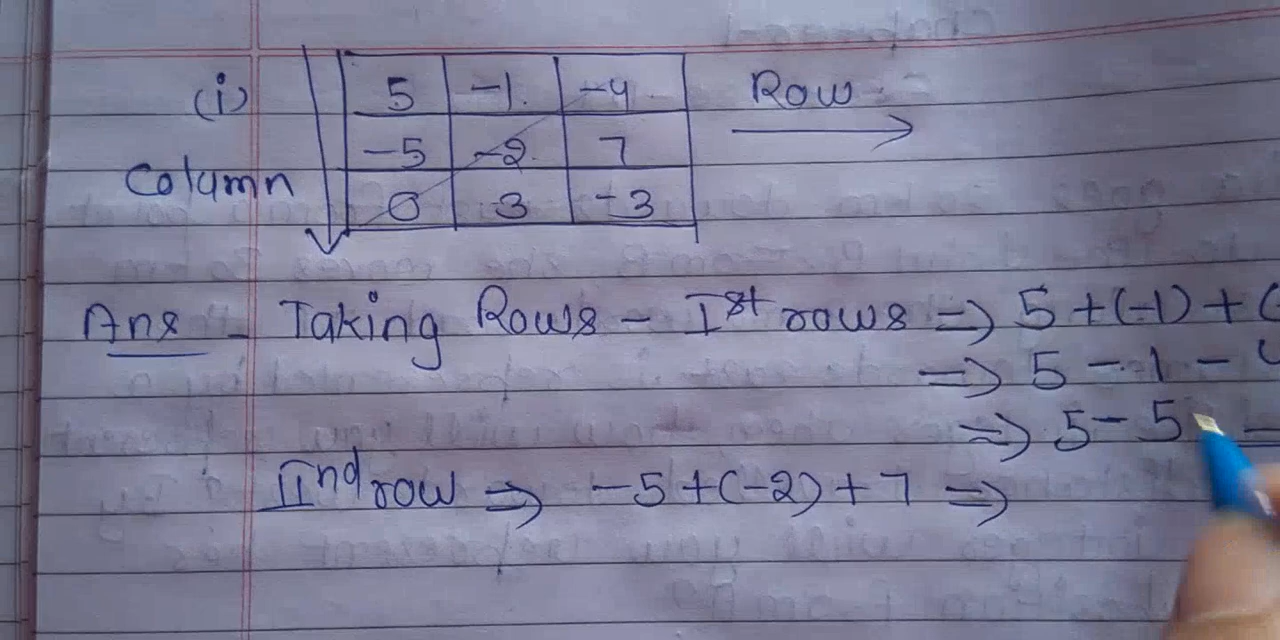 (i) 5 -1 -4 Row
-5 -2 7
Column
0 3 -3
Ans - Taking Rows - Ist rows => 5 + (-1) + (
=> 5 - 1 -
=> 5 - 5
IInd row => -5 + (-2) + 7 =>